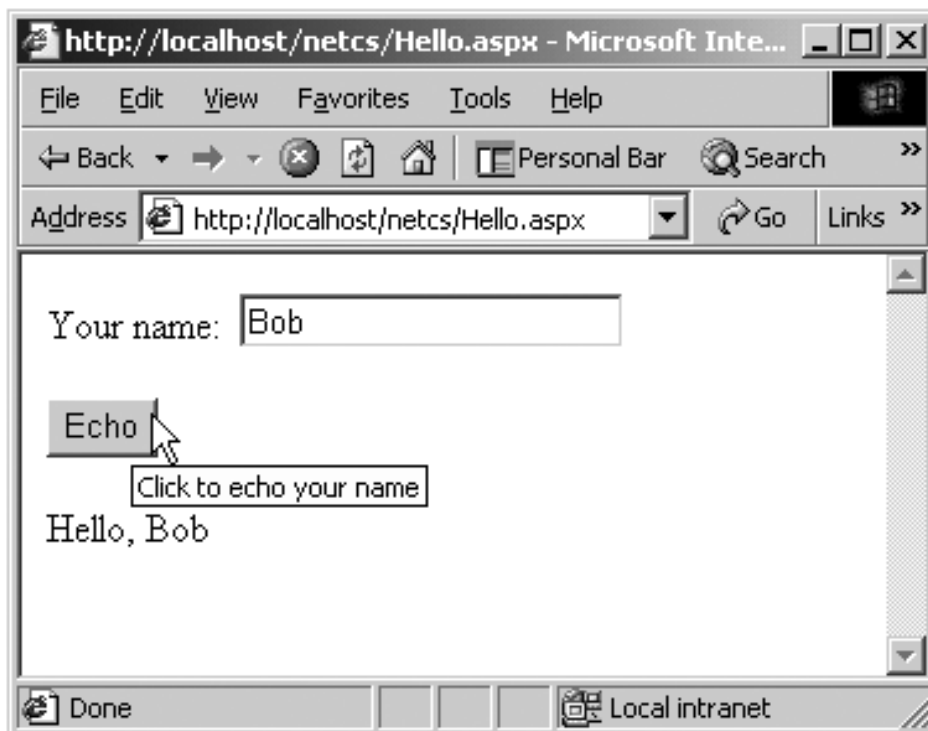 http://localhost/netcs/Hello.aspx - Microsoft Inte...
File Edit View Favorites Tools Help
Back Personal Bar Search »
Address http://localhost/netcs/Hello.aspx Go Links »
Your name: Bob
Echo
Click to echo your name
Hello, Bob
Done Local intranet